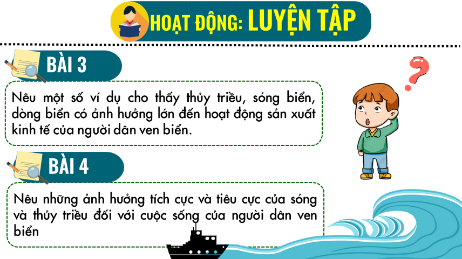 HOẠT ĐỘNG: LUYỆN TẬP
BÀI 3
Nêu một số ví dụ cho thấy thủy triều, sóng biển,
dòng biển có ảnh hưởng lớn đến hoạt động sản xuất
kinh tế của người dân ven biển.
BÀI 4
Nêu những ảnh hưởng tích cực và tiêu cực của sóng
và thủy triều đối với cuộc sống của người dân ven
biển
?